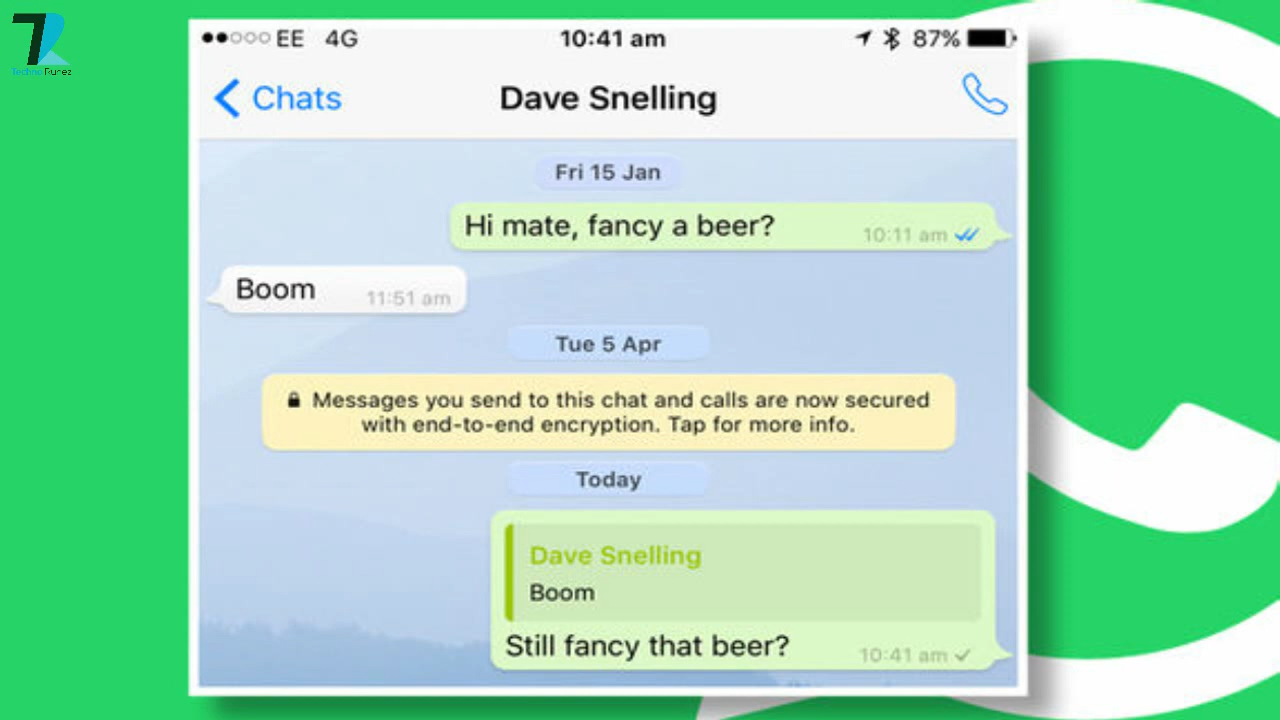 Techno Runez
EE 4G 10:41 am 87%
Chats Dave Snelling
Fri 15 Jan
Hi mate, fancy a beer? 10:11 am
Boom 11:51 am
Tue 5 Apr
Messages you send to this chat and calls are now secured
with end-to-end encryption. Tap for more info.
Today
Dave Snelling
Boom
Still fancy that beer? 10:41 am